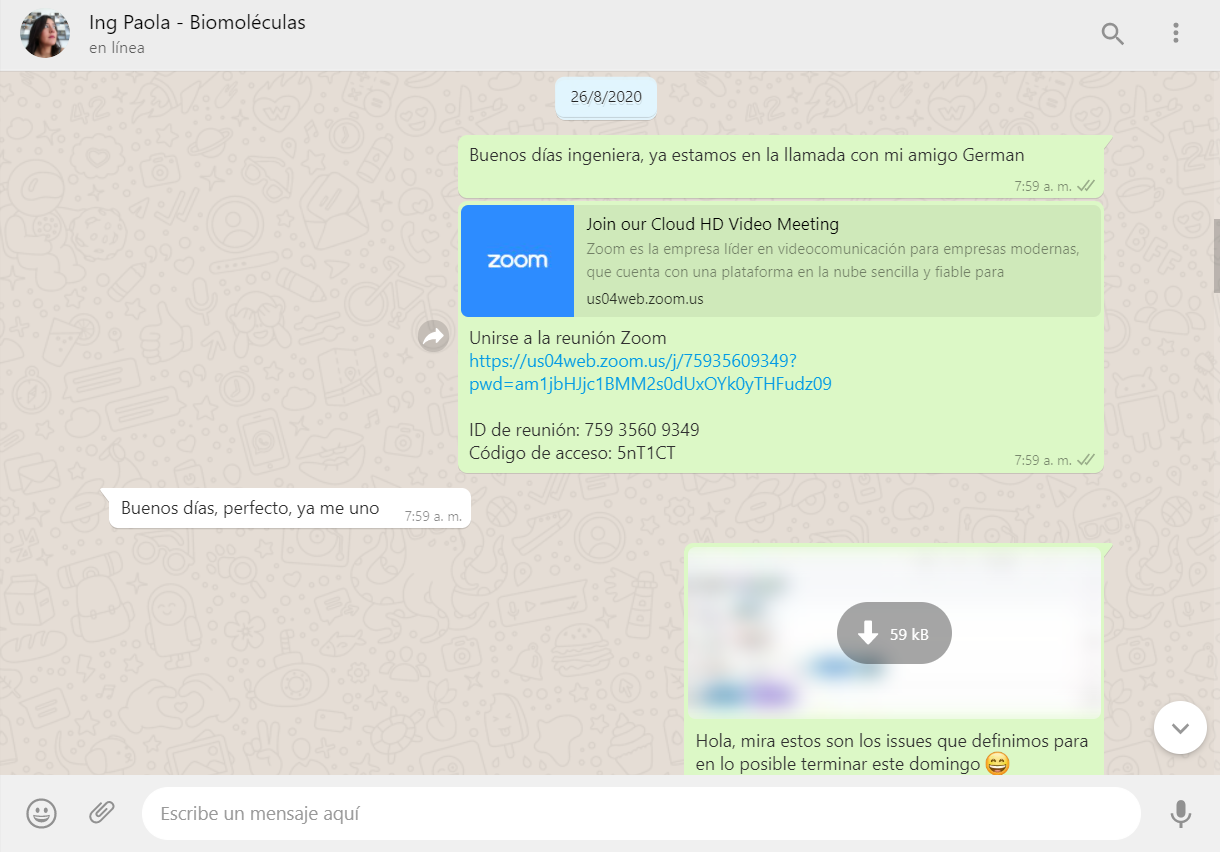 Ing Paola - Biomoléculas
en línea
26/8/2020
Buenos días ingeniera, ya estamos en la llamada con mi amigo German
7:59 a. m.
zoom
Join our Cloud HD Video Meeting
Zoom es la empresa líder en videocomunicación para empresas modernas,
que cuenta con una plataforma en la nube sencilla y fiable para
us04web.zoom.us
Unirse a la reunión Zoom
https://us04web.zoom.us/j/75935609349?
pwd=am1jbHJjc1BMM2s0dUxOYk0yTHFudz09
ID de reunión: 759 3560 9349
Código de acceso: 5nT1CT
7:59 a. m.
Buenos días, perfecto, ya me uno
7:59 a. m.
59 kB
Hola, mira estos son los issues que definimos para
en lo posible terminar este domingo 😄
Escribe un mensaje aquí